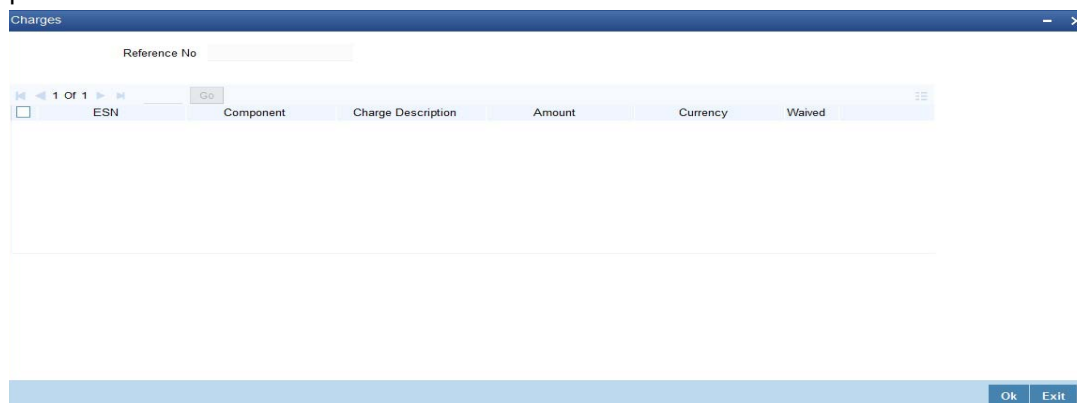 Charges
Reference No
1 Of 1 Go
ESN Component Charge Description Amount Currency Waived
Ok Exit